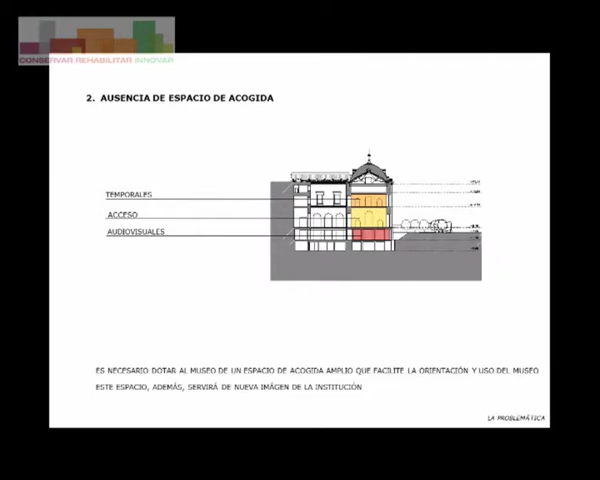 CONSERVAR REHABILITAR INNOVAR
2. AUSENCIA DE ESPACIO DE ACOGIDA
TEMPORALES
ACCESO
AUDIOVISUALES
ES NECESARIO DOTAR AL MUSEO DE UN ESPACIO DE ACOGIDA AMPLIO QUE FACILITE LA ORIENTACIÓN Y USO DEL MUSEO
ESTE ESPACIO, ADEMÁS, SERVIRÁ DE NUEVA IMÁGEN DE LA INSTITUCIÓN
LA PROBLEMÁTICA